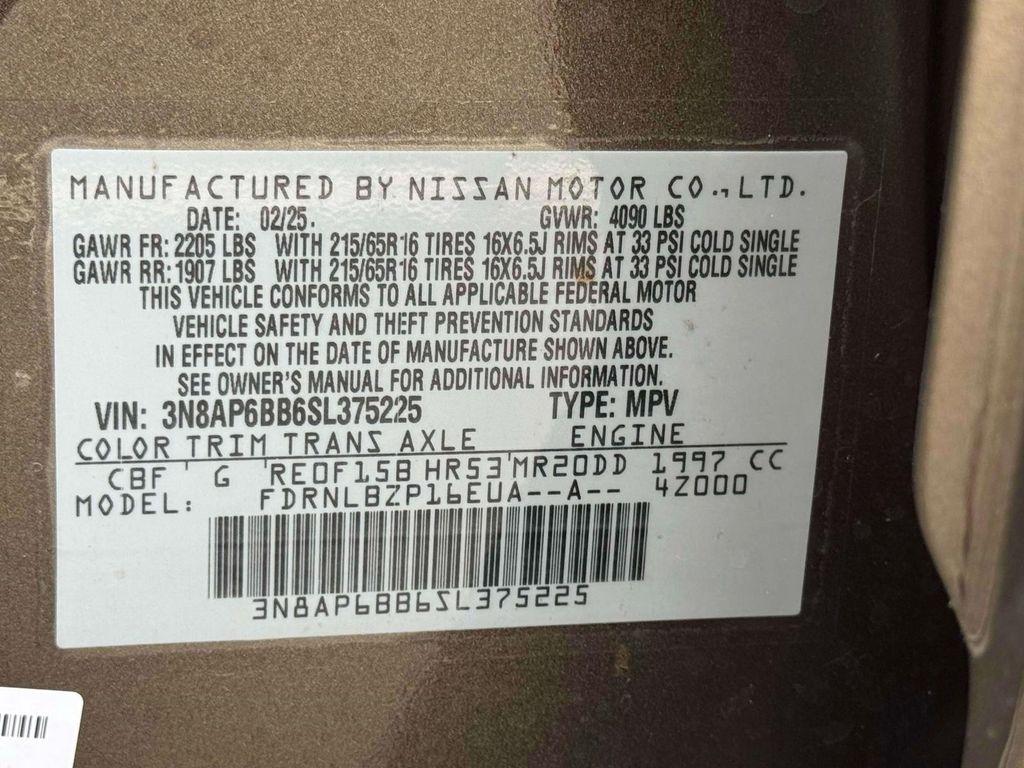 MANUFACTURED BY NISSAN MOTOR CO., LTD.
DATE: 02/25. GVWR: 4090 LBS
GAWR FR: 2205 LBS WITH 215/65R16 TIRES 16X6.5J RIMS AT 33 PSI COLD SINGLE
GAWR RR: 1907 LBS WITH 215/65R16 TIRES 16X6.5J RIMS AT 33 PSI COLD SINGLE
THIS VEHICLE CONFORMS TO ALL APPLICABLE FEDERAL MOTOR
VEHICLE SAFETY AND THEFT PREVENTION STANDARDS
IN EFFECT ON THE DATE OF MANUFACTURE SHOWN ABOVE.
SEE OWNER'S MANUAL FOR ADDITIONAL INFORMATION.
VIN: 3N8AP6BB6SL375225 TYPE: MPV
COLOR TRIM TRANS AXLE ENGINE
CBF G RE0F15B HR53 MR20DD 1997 CC
MODEL: FDRNLBZP16EUA--A-- 4Z000
3N8AP6BB6SL375225